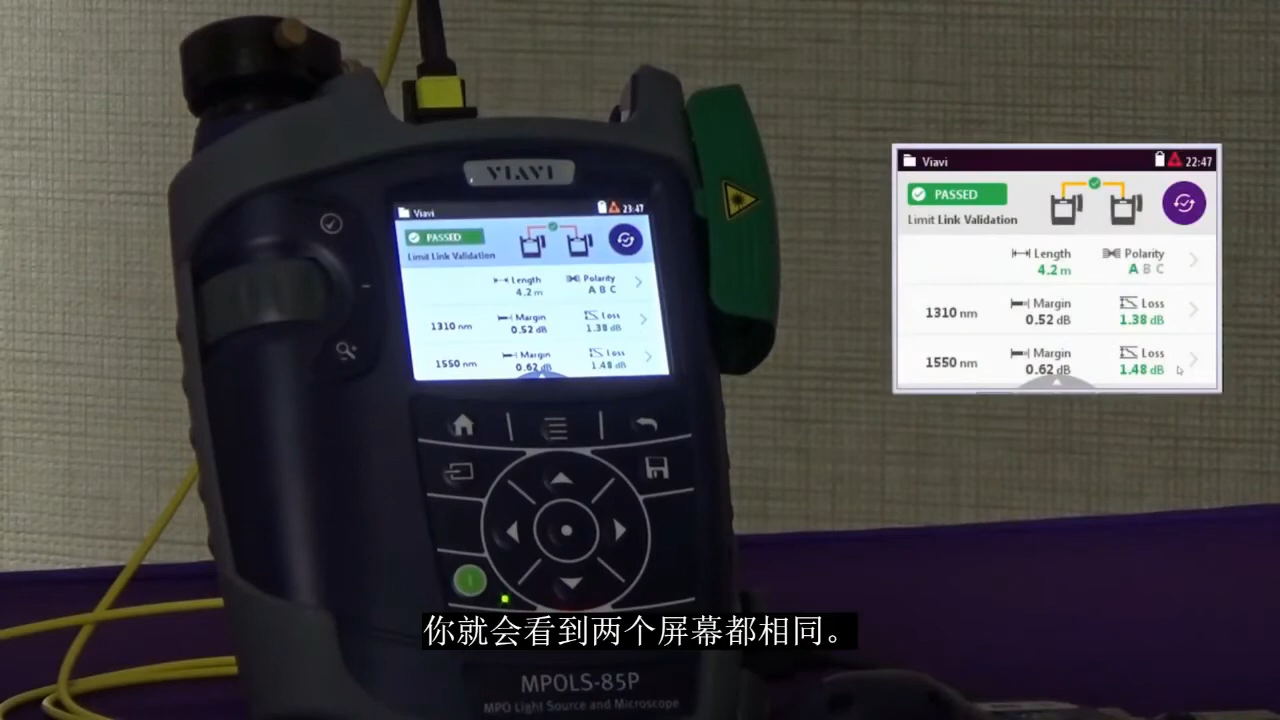 VIAVI
Viavi 23:47
PASSED
Limit Link Validation
Length Polarity
4.2 m A B C
Margin Loss
1310 nm 0.52 dB 1.38 dB
Margin Loss
1550 nm 0.62 dB 1.48 dB
Viavi 22:47
PASSED
Limit Link Validation
Length Polarity
4.2 m A B C
Margin Loss
1310 nm 0.52 dB 1.38 dB
Margin Loss
1550 nm 0.62 dB 1.48 dB
你就会看到两个屏幕都相同。
MPOLS-85P
MPO Light Source and Microscope